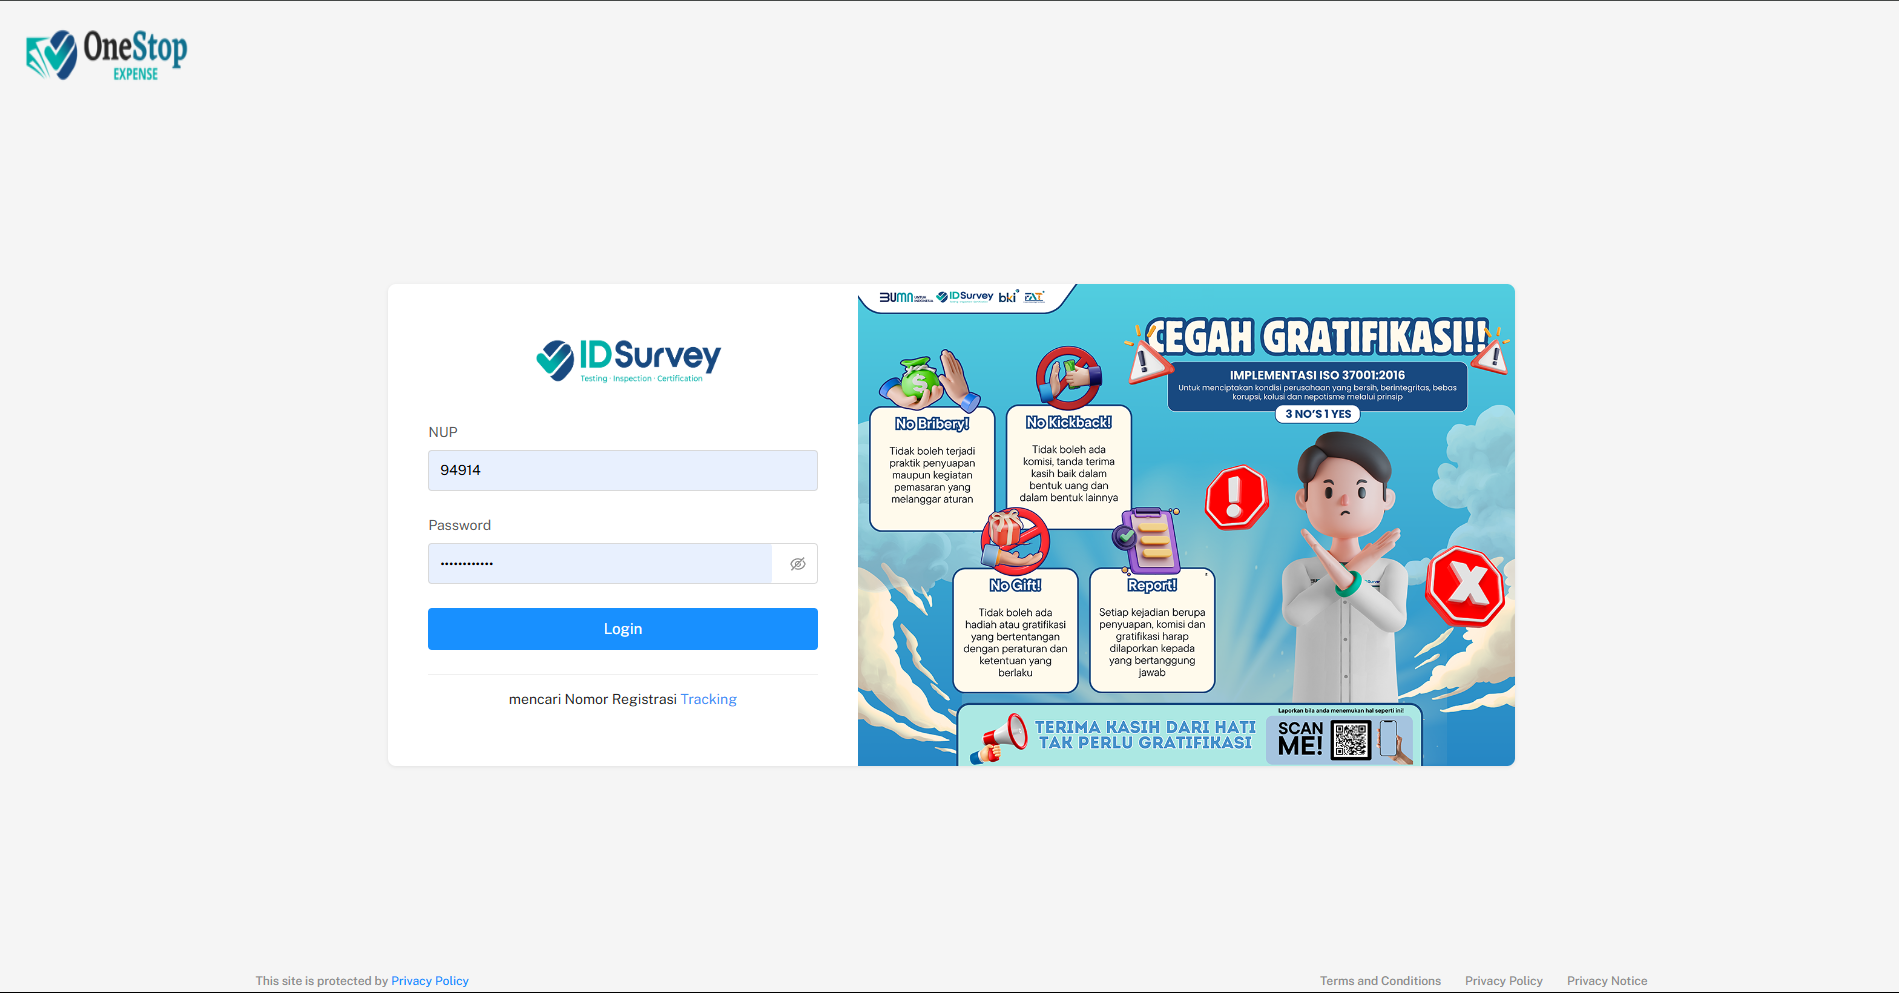 OneStop
EXPENSE
IDSurvey
Testing · Inspection · Certification
NUP
94914
Password
Login
mencari Nomor Registrasi Tracking
BUMN UNTUK INDONESIA IDSurvey bki
CEGAH GRATIFIKASI!!
IMPLEMENTASI ISO 37001:2016
Untuk menciptakan kondisi perusahaan yang bersih, berintegritas, bebas
korupsi, kolusi dan nepotisme melalui prinsip
3 NO'S 1 YES
No Bribery!
Tidak boleh terjadi
praktik penyuapan
maupun kegiatan
pemasaran yang
melanggar aturan
No Kickback!
Tidak boleh ada
komisi, tanda terima
kasih baik dalam
bentuk uang dan
dalam bentuk lainnya
No Gift!
Tidak boleh ada
hadiah atau gratifikasi
yang bertentangan
dengan peraturan dan
ketentuan yang
berlaku
Report!
Setiap kejadian berupa
penyuapan, komisi dan
gratifikasi harap
dilaporkan kepada
yang bertanggung
jawab
TERIMA KASIH DARI HATI
TAK PERLU GRATIFIKASI
Laporkan bila anda menemukan hal seperti ini!
SCAN
ME!
This site is protected by Privacy Policy
Terms and Conditions
Privacy Policy
Privacy Notice